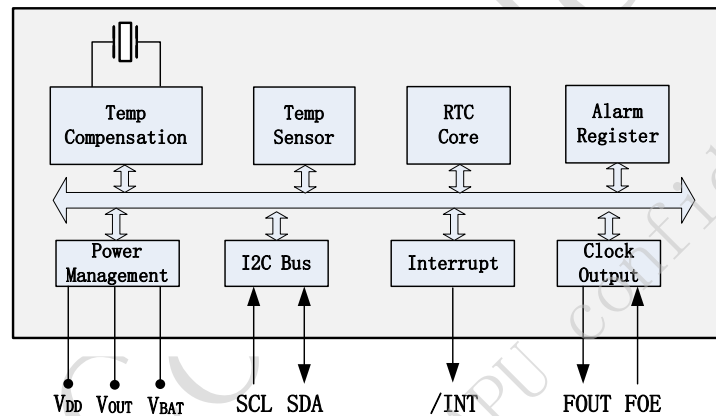 Temp
Compensation
Temp
Sensor
RTC
Core
Alarm
Register
Power
Management
I2C Bus
Interrupt
Clock
Output
VDD VOUT VBAT SCL SDA /INT FOUT FOE